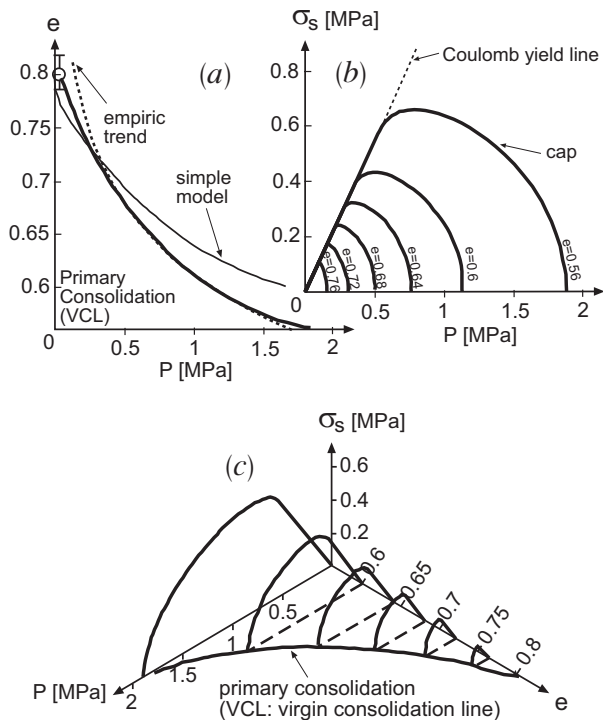 e
0.8
0.75
0.7
0.65
0.6
(a)
empiric
trend
simple
model
Primary
Consolidation
(VCL)
0
0.5
1
1.5
2
P [MPa]
σs [MPa]
0.8
0.6
0.4
0.2
(b)
Coulomb yield line
cap
e=0.76
e=0.72
e=0.68
e=0.64
e=0.6
e=0.56
0
0.5
1
1.5
2
P [MPa]
σs [MPa]
(c)
0.6
0.4
0.2
0.6
0.65
0.7
0.75
0.8
e
0.5
1
1.5
2
P [MPa]
primary consolidation
(VCL: virgin consolidation line)